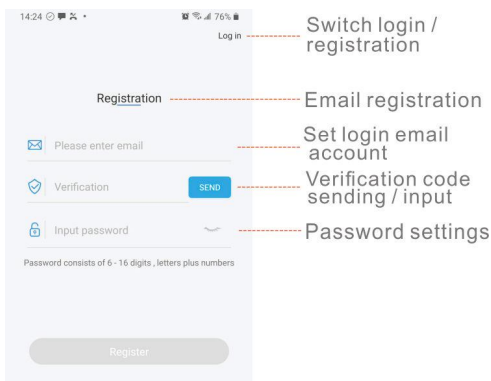 14:24 76%
Log in
Switch login /
registration
Registration
Email registration
Please enter email
Set login email
account
Verification
SEND
Verification code
sending / input
Input password
Password settings
Password consists of 6 - 16 digits , letters plus numbers
Register